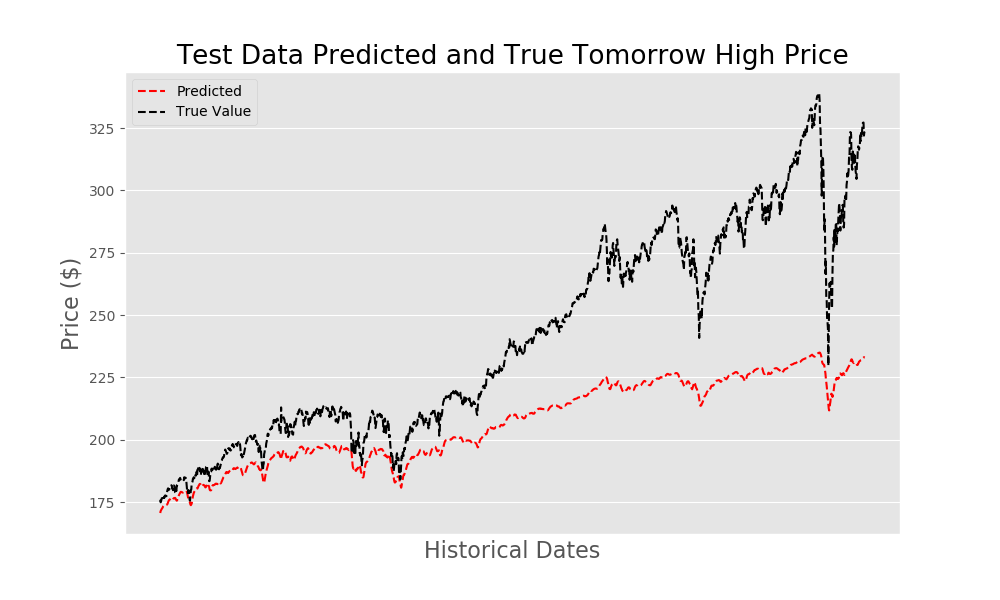 Test Data Predicted and True Tomorrow High Price
Predicted
True Value
325
300
275
250
225
200
175
Price ($)
Historical Dates